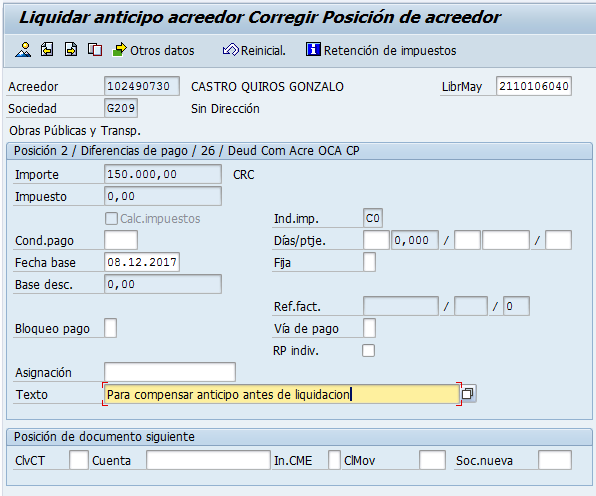 Liquidar anticipo acreedor Corregir Posición de acreedor
Otros datos Reinicial. Retención de impuestos
Acreedor 102490730 CASTRO QUIROS GONZALO LibrMay 2110106040
Sociedad G209 Sin Dirección
Obras Públicas y Transp.
Posición 2 / Diferencias de pago / 26 / Deud Com Acre OCA CP
Importe 150.000,00 CRC
Impuesto 0,00
Calc.impuestos Ind.imp. C0
Cond.pago Días/ptje. 0,000 / /
Fecha base 08.12.2017 Fija
Base desc. 0,00
Ref.fact. / / 0
Bloqueo pago Vía de pago
RP indiv.
Asignación
Texto Para compensar anticipo antes de liquidacion
Posición de documento siguiente
ClvCT Cuenta In.CME ClMov Soc.nueva